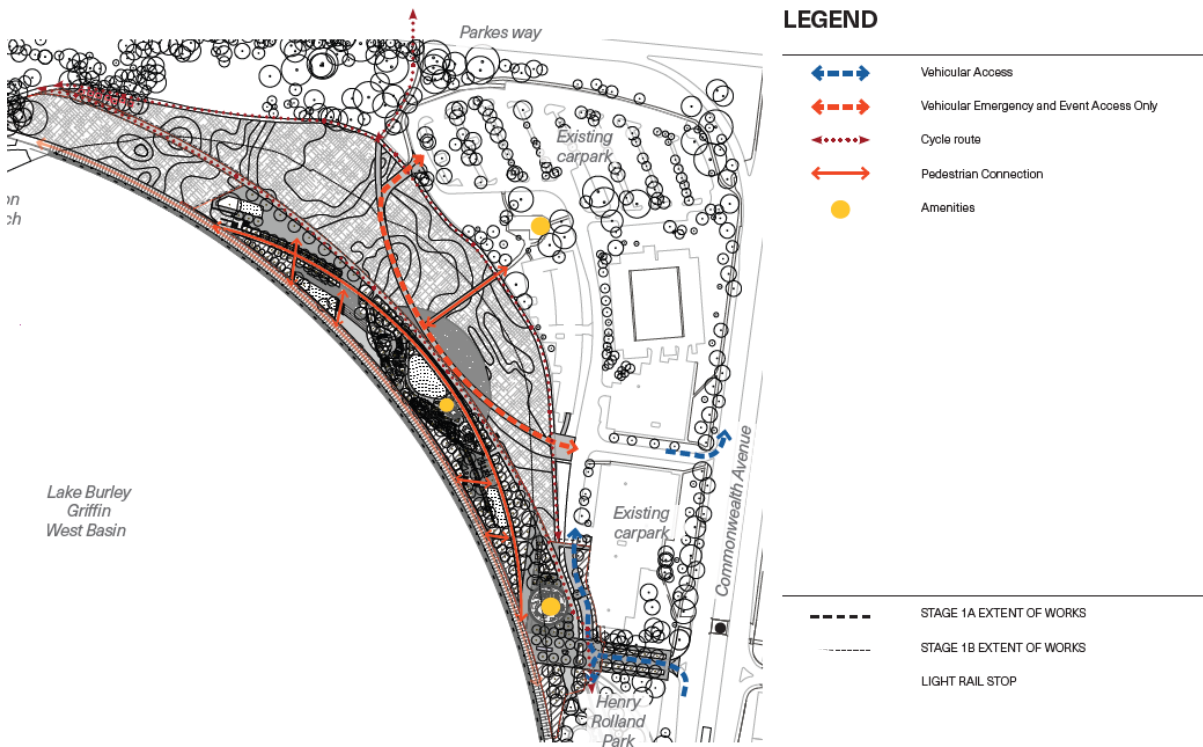 Parkes way
Existing
carpark
on
ch
Lake Burley
Griffin
West Basin
Existing
carpark
Commonwealth Avenue
Henry
Rolland
Park
LEGEND
Vehicular Access
Vehicular Emergency and Event Access Only
Cycle route
Pedestrian Connection
Amenities
STAGE 1A EXTENT OF WORKS
STAGE 1B EXTENT OF WORKS
LIGHT RAIL STOP